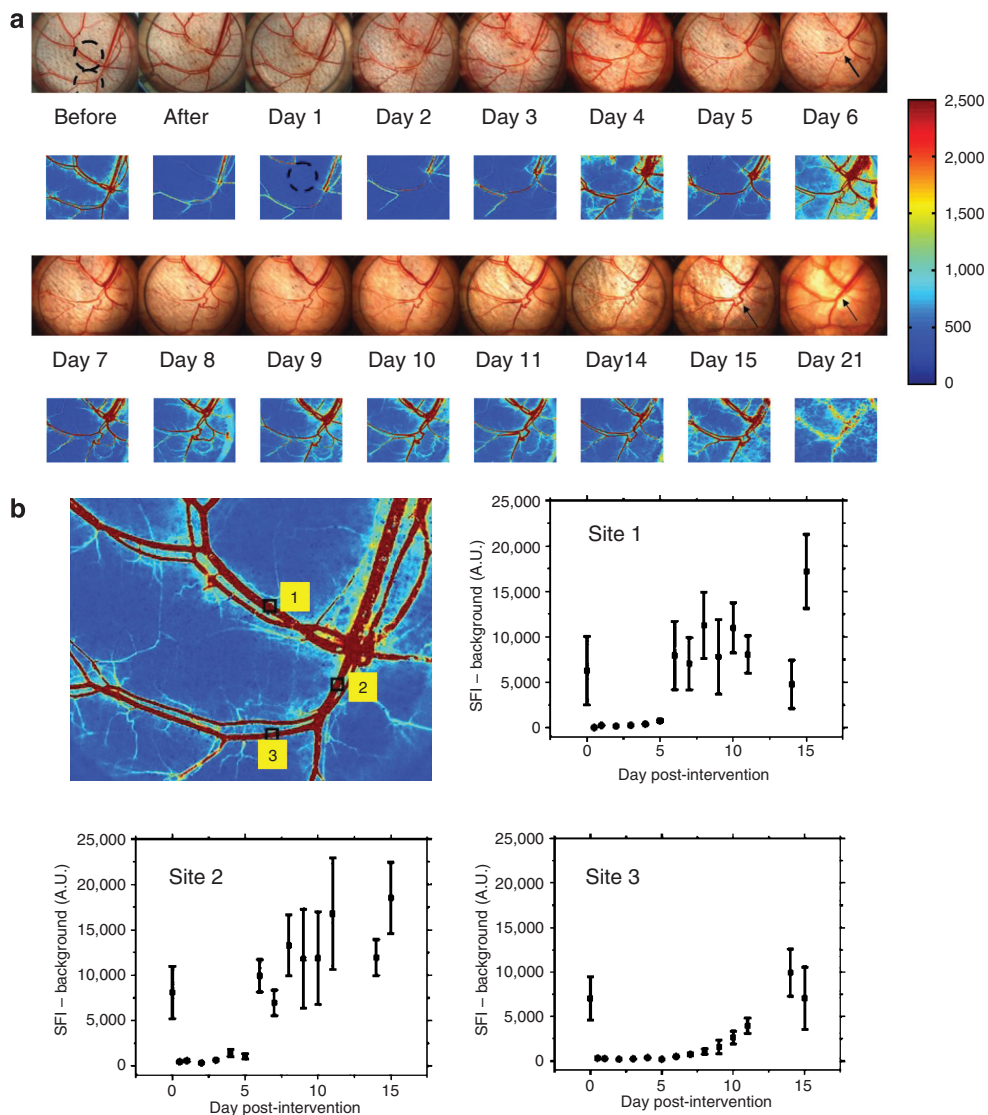 a
Before After Day 1 Day 2 Day 3 Day 4 Day 5 Day 6
2,500
2,000
1,500
1,000
500
0
Day 7 Day 8 Day 9 Day 10 Day 11 Day14 Day 15 Day 21
b
1
2
3
Site 1
SFI – background (A.U.)
25,000
20,000
15,000
10,000
5,000
0
0 5 10 15
Day post-intervention
Site 2
SFI – background (A.U.)
25,000
20,000
15,000
10,000
5,000
0
0 5 10 15
Day post-intervention
Site 3
SFI – background (A.U.)
25,000
20,000
15,000
10,000
5,000
0
0 5 10 15
Day post-intervention